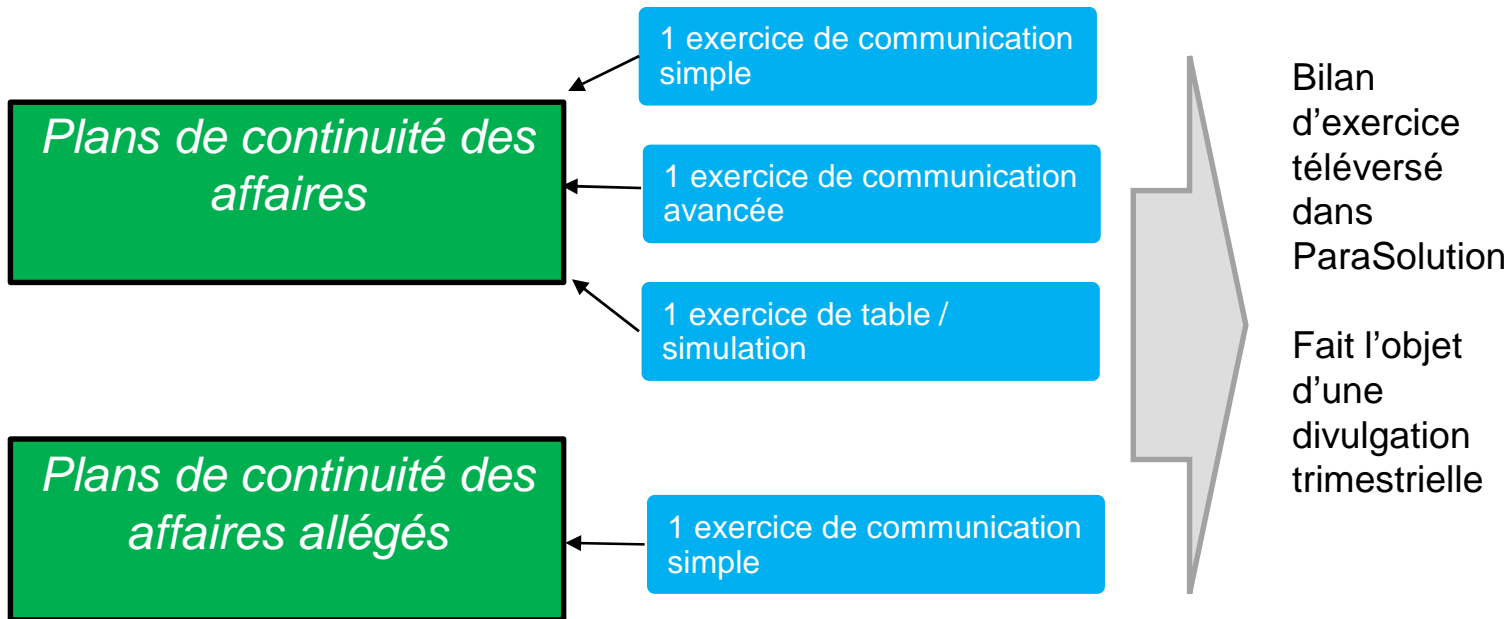 Plans de continuité des
affaires
1 exercice de communication
simple
1 exercice de communication
avancée
1 exercice de table /
simulation
Plans de continuité des
affaires allégés
1 exercice de communication
simple
Bilan
d’exercice
téléversé
dans
ParaSolution
Fait l’objet
d’une
divulgation
trimestrielle